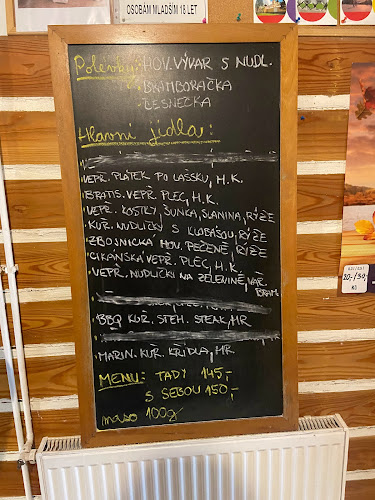 OSOBÁM MLADŠÍM 18 LET
Polévky: HOV. VÝVAR S NUDL.
BRAMBORAČKA
ČESNEČKA
Hlavní jídla:
VEPŘ. PLÁTEK PO LAŠSKU, H.K.
BRATIS. VEPŘ. PLEC, H.K.
VEPŘ. KOSTKY, ŠUNKA, SLANINA, RÝŽE
KUŘ. NUDLIČKY S KLOBÁSOU, RÝŽE
ZBOJNICKÁ HOV. PEČENĚ, RÝŽE
CIKÁNSKÁ VEPŘ. PLEC, H.K.
VEPŘ. NUDLIČKY NA ZELENINĚ, VAŘ.
BRAM.
BBQ KUŘ. STEH. STEAK, HR
MARIN. KUŘ. KŘÍDLA, HR.
MENU: TADY 145,-
S SEBOU 150,-
maso 100g